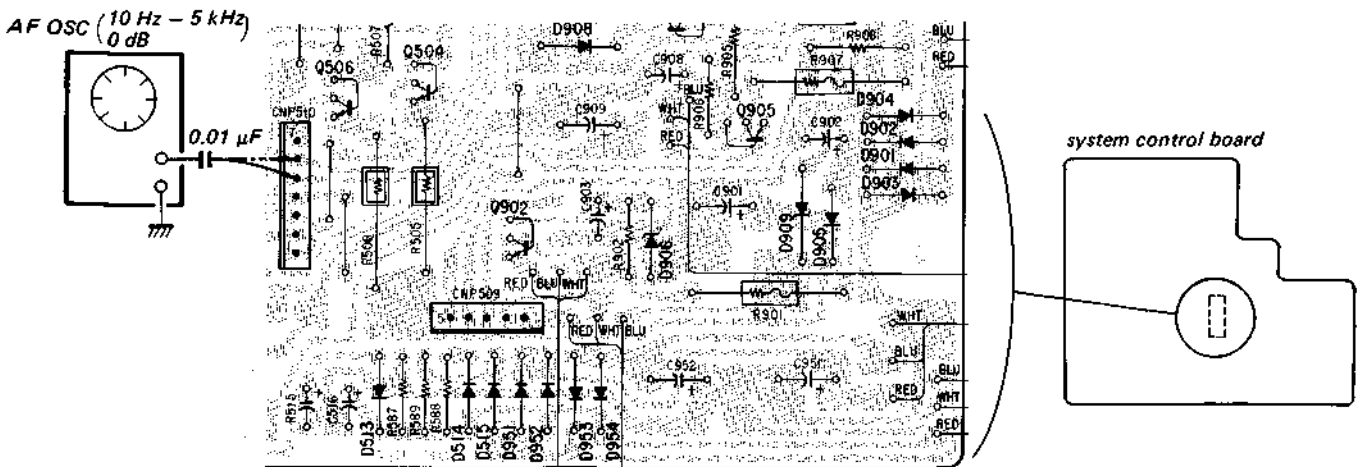 AF OSC (10 Hz – 5 kHz)
0 dB
0.01 μF
system control board
CNP510
Q506
R507
Q504
D908
C908
R905
R906
R907
BLU
RED
BLU
WHT
RED
R906
Q905
C909
C902
D904
D902
D901
D903
R506
R505
Q902
C903
R902
D906
C901
D909
D905
RED BLU WHT
CNP509
5 1
RED WHT BLU
R901
WHT
BLU
RED
BLU
WHT
RED
C952
C951
R515
C516
D513
R587
R589
R588
D514
D515
D951
D952
D953
D954